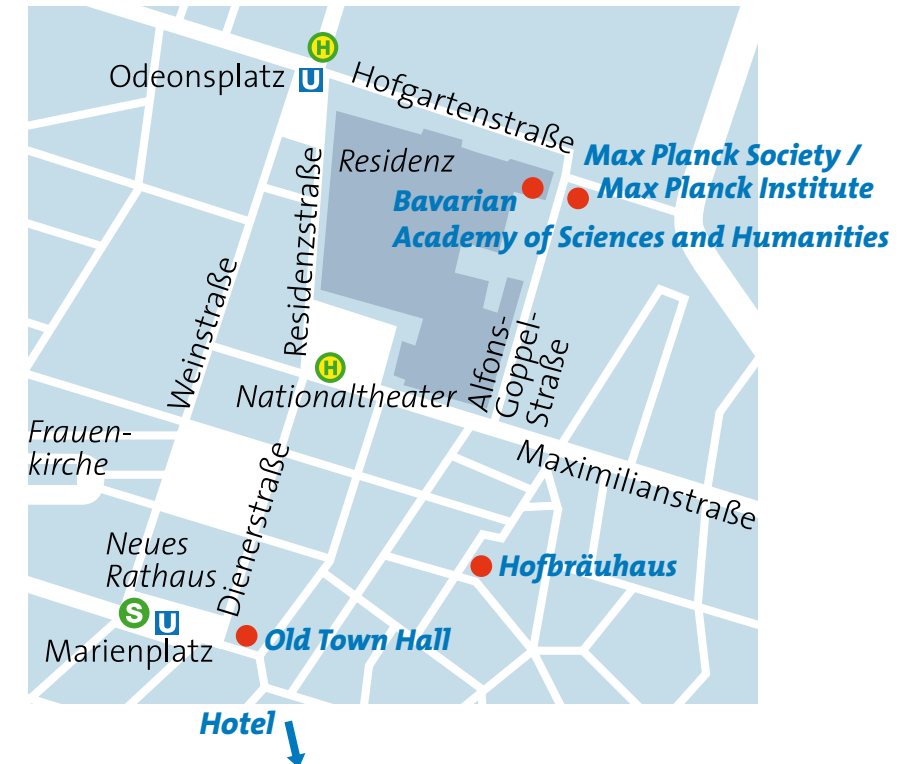 H
Odeonsplatz U
Hofgartenstraße
Residenz
Max Planck Society /
Max Planck Institute
Bavarian
Academy of Sciences and Humanities
Residenzstraße
Weinstraße
H
Nationaltheater
Alfons-
Goppel-
Straße
Frauen-
kirche
Maximilianstraße
Dienerstraße
Neues
Rathaus
Hofbräuhaus
S U
Marienplatz
Old Town Hall
Hotel